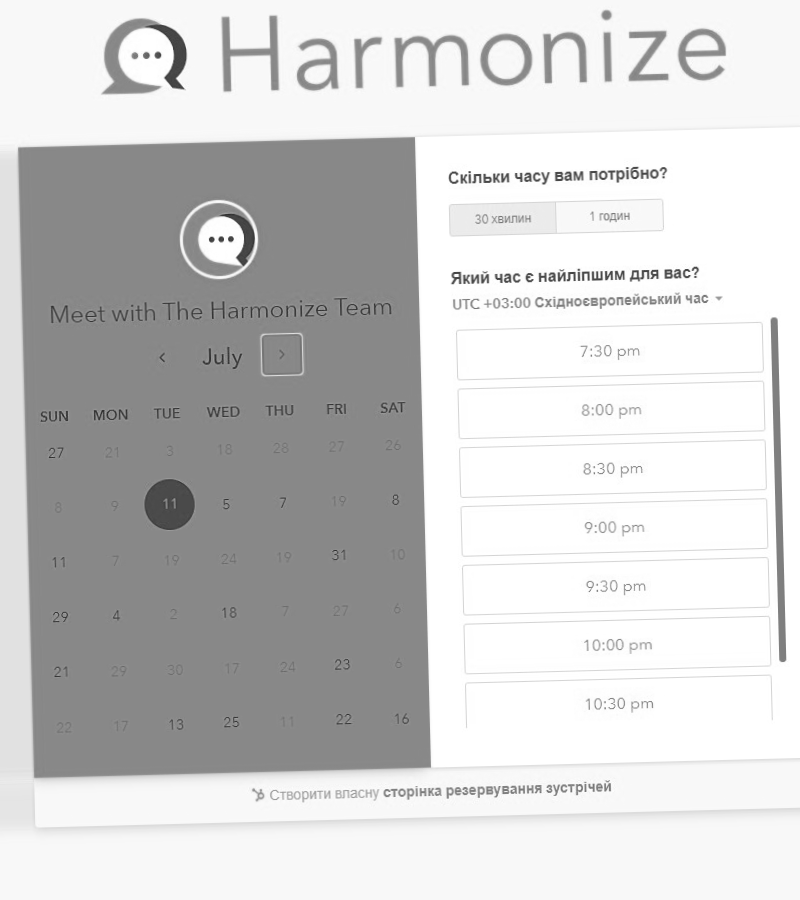 Harmonize
Meet with The Harmonize Team
July
SUN MON TUE WED THU FRI SAT
27 21 3 18 28 27 26
8 9 11 5 7 19 8
11 7 19 24 19 31 10
29 4 2 18 7 27 6
21 29 30 17 24 23 6
22 17 13 25 11 22 16
Скільки часу вам потрібно?
30 хвилин 1 годин
Який час є найліпшим для вас?
UTC +03:00 Східноєвропейський час
7:30 pm
8:00 pm
8:30 pm
9:00 pm
9:30 pm
10:00 pm
10:30 pm
Створити власну сторінка резервування зустрічей